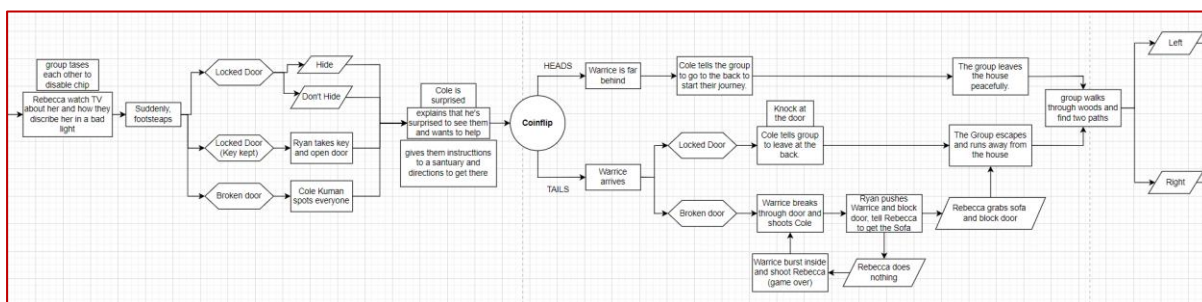 group tases
each other to
disable chip
Rebecca watch TV
about her and how they
discribe her in a bad
light
Suddenly,
footsteaps
Locked Door
Hide
Don't Hide
Locked Door
(Key kept)
Ryan takes key
and open door
Broken door
Cole Kuman
spots everyone
Cole is
surprised
explains that he's
surprised to see them
and wants to help
gives them instructtions
to a santuary and
directions to get there
Coinflip
HEADS
Warrice is far
behind
Cole tells the group
to go to the back to
start their journey.
The group leaves
the house
peacefully.
TAILS
Warrice
arrives
Locked Door
Knock at
the door
Cole tells group
to leave at the
back.
The Group escapes
and runs away from
the house
Broken door
Warrice breaks
through door and
shoots Cole
Ryan pushes
Warrice and block
door, tell Rebecca
to get the Sofa
Rebecca grabs sofa
and block door
Warrice burst inside
and shoot Rebecca
(game over)
Rebecca does
nothing
group walks
through woods and
find two paths
Left
Right